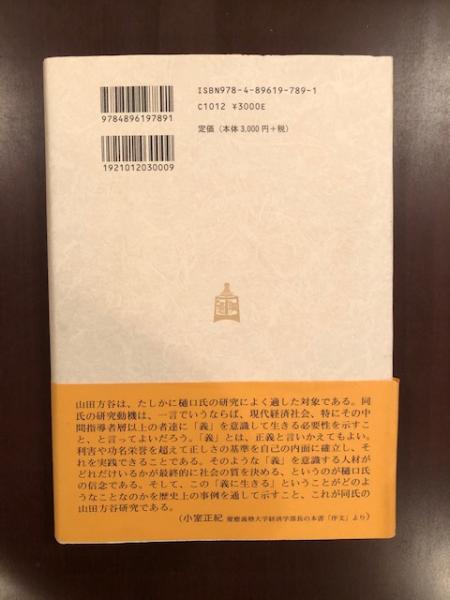 ISBN978-4-89619-789-1
C1012 ¥3000E
定価（本体3,000円＋税）
9784896197891
1921012030009
山田方谷は、たしかに樋口氏の研究によく適した対象である。同
氏の研究動機は、一言でいうならば、現代経済社会、特にその中
間指導者層以上の者達に「義」を意識して生きる必要性を示すこ
と、と言ってよいだろう。「義」とは、正義と言いかえてもよい。
利害や功名栄誉を超えて正しさの基準を自己の内面に確立し、そ
れを実践できることである。そのような「義」を意識する人材が
どれだけいるかが最終的に社会の質を決める、というのが樋口氏
の信念である。そして、この「義に生きる」ということがどのよ
うなことなのかを歴史上の事例を通して示すこと、これが同氏の
山田方谷研究である。
（小室正紀 慶應義塾大学経済学部長の本書「序文」より）